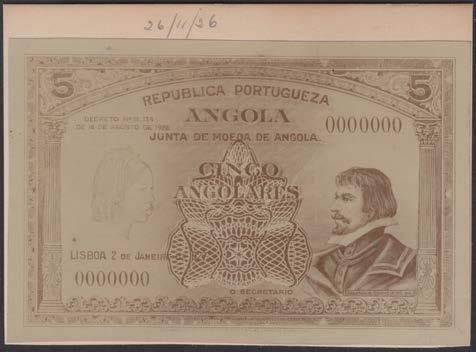 26/11/26
5 5
REPUBLICA PORTUGUEZA
ANGOLA
DECRETO Nº 12.124
DE 14 DE AGOSTO DE 1926
0000000
JUNTA DE MOEDA DE ANGOLA.
CINCO
ANGOLARES
LISBOA 2 DE JANEIRO
0000000
O SECRETARIO